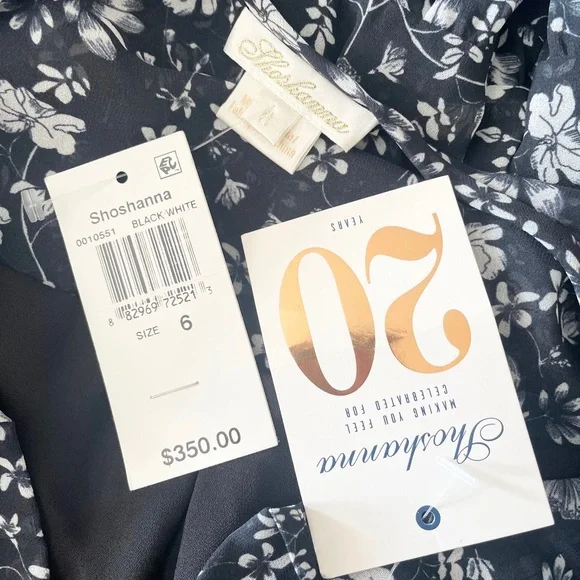 Shoshanna
Shoshanna
0010551 BLACK/WHITE
8 82969 72521 3
SIZE 6
$350.00
Shoshanna
MAKING YOU FEEL
CELEBRATED FOR
20
YEARS